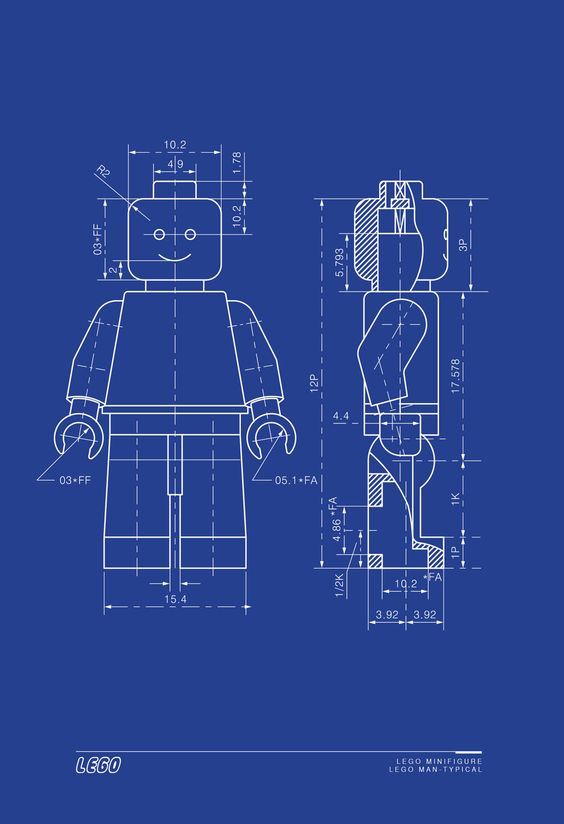 10.2
4.9
1.78
R2
10.2
03*FF
2
5.793
3P
12P
17.578
4.4
03*FF
05.1*FA
4.86 *FA
1K
1P
1/2K
*FA
10.2
15.4
3.92
3.92
LEGO
LEGO MINIFIGURE
LEGO MAN-TYPICAL